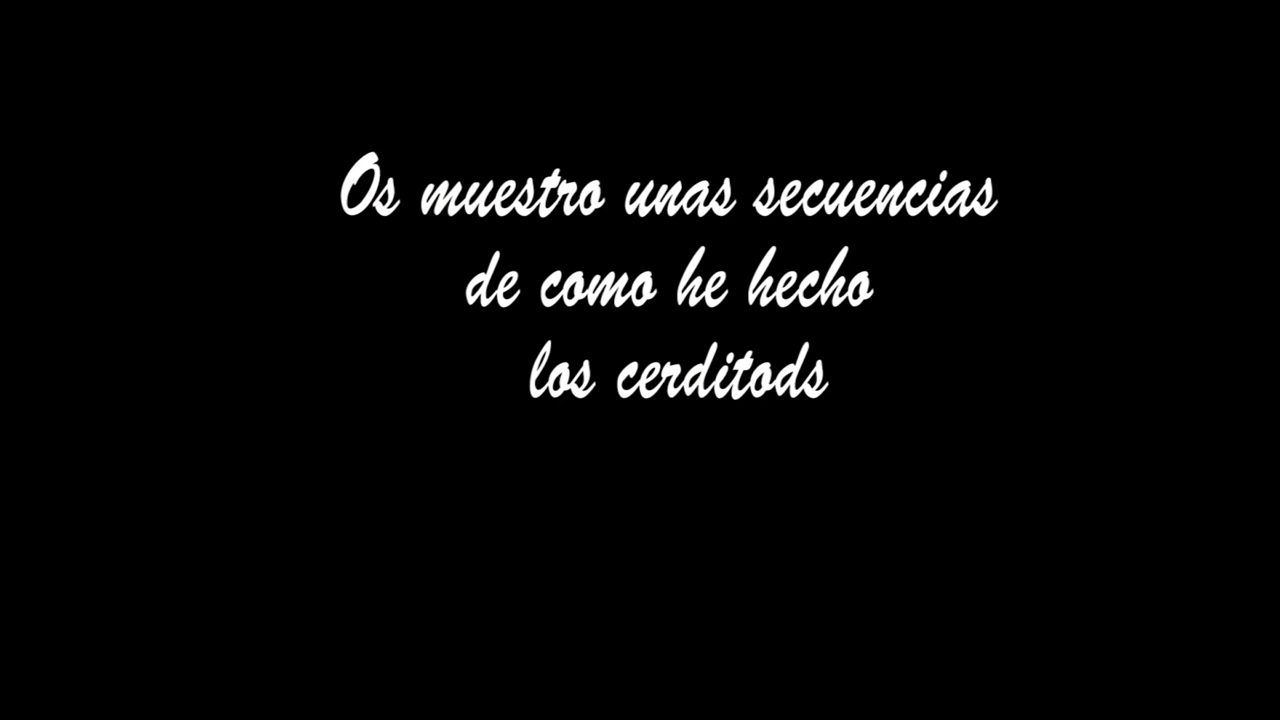 Os muestro unas secuencias
de como he hecho
los cerditods